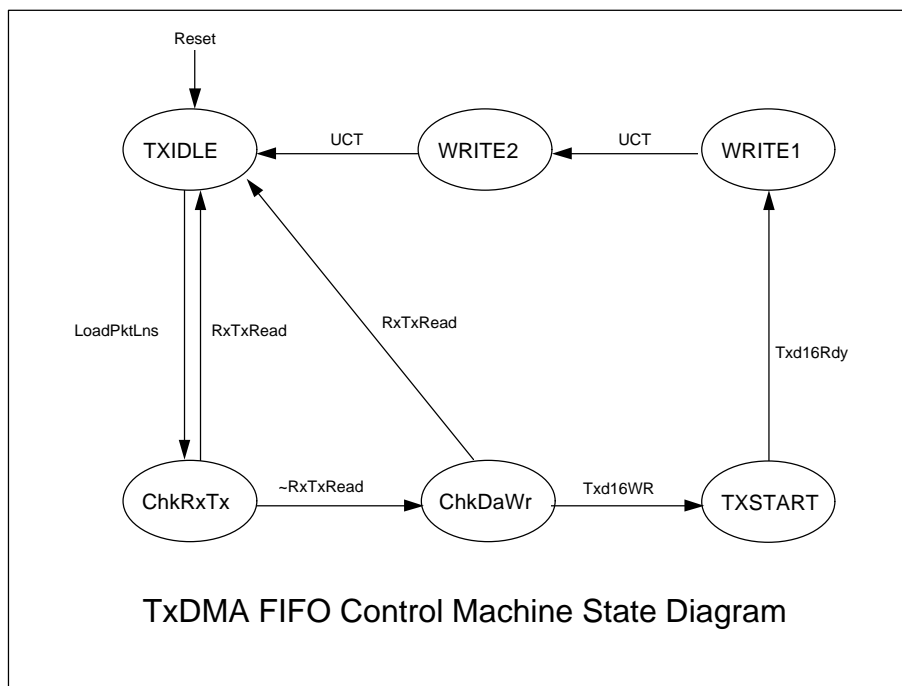 Reset
TXIDLE
UCT
WRITE2
UCT
WRITE1
LoadPktLns
RxTxRead
RxTxRead
Txd16Rdy
ChkRxTx
~RxTxRead
ChkDaWr
Txd16WR
TXSTART
TxDMA FIFO Control Machine State Diagram